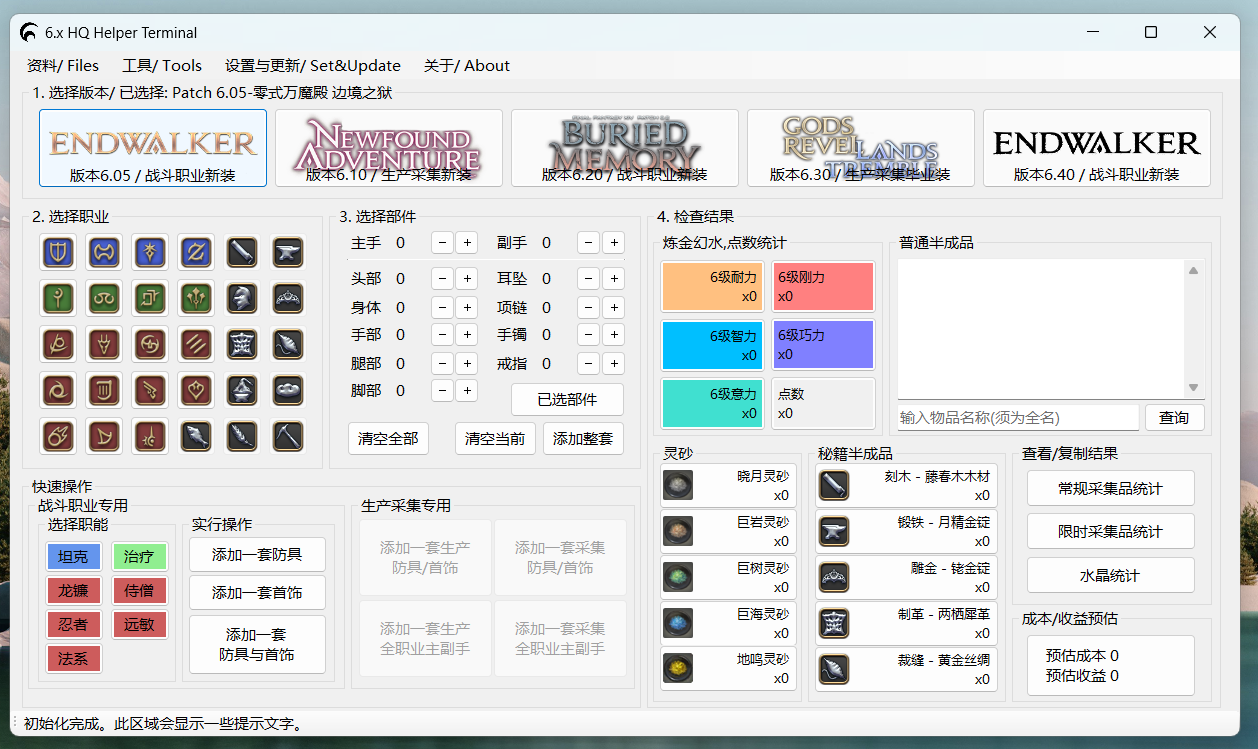 6.x HQ Helper Terminal
资料/ Files 工具/ Tools 设置与更新/ Set&Update 关于/ About
1. 选择版本/ 已选择: Patch 6.05-零式万魔殿 边境之狱
ENDWALKER
版本6.05 / 战斗职业新装
NEWFOUND
ADVENTURE
版本6.10 / 生产采集新装
BURIED
MEMORY
版本6.20 / 战斗职业新装
GODS
REVEL
LANDS
TREMBLE
版本6.30 / 生产采集毕业装
ENDWALKER
版本6.40 / 战斗职业新装
2. 选择职业
3. 选择部件
主手 0 − + 副手 0 − +
头部 0 − + 耳坠 0 − +
身体 0 − + 项链 0 − +
手部 0 − + 手镯 0 − +
腿部 0 − + 戒指 0 − +
脚部 0 − +
已选部件
清空全部 清空当前 添加整套
4. 检查结果
炼金幻水,点数统计
6级耐力
x0
6级刚力
x0
6级智力
x0
6级巧力
x0
6级意力
x0
点数
x0
普通半成品
输入物品名称(须为全名) 查询
快速操作
战斗职业专用
选择职能
坦克 治疗
龙镰 侍僧
忍者 远敏
法系
实行操作
添加一套防具
添加一套首饰
添加一套
防具与首饰
生产采集专用
添加一套生产
防具/首饰
添加一套采集
防具/首饰
添加一套生产
全职业主副手
添加一套采集
全职业主副手
灵砂
晓月灵砂
x0
巨岩灵砂
x0
巨树灵砂
x0
巨海灵砂
x0
地鸣灵砂
x0
秘籍半成品
刻木 - 藤春木木材
x0
锻铁 - 月精金锭
x0
雕金 - 铑金锭
x0
制革 - 两栖犀革
x0
裁缝 - 黄金丝绸
x0
查看/复制结果
常规采集品统计
限时采集品统计
水晶统计
成本/收益预估
预估成本 0
预估收益 0
初始化完成。此区域会显示一些提示文字。